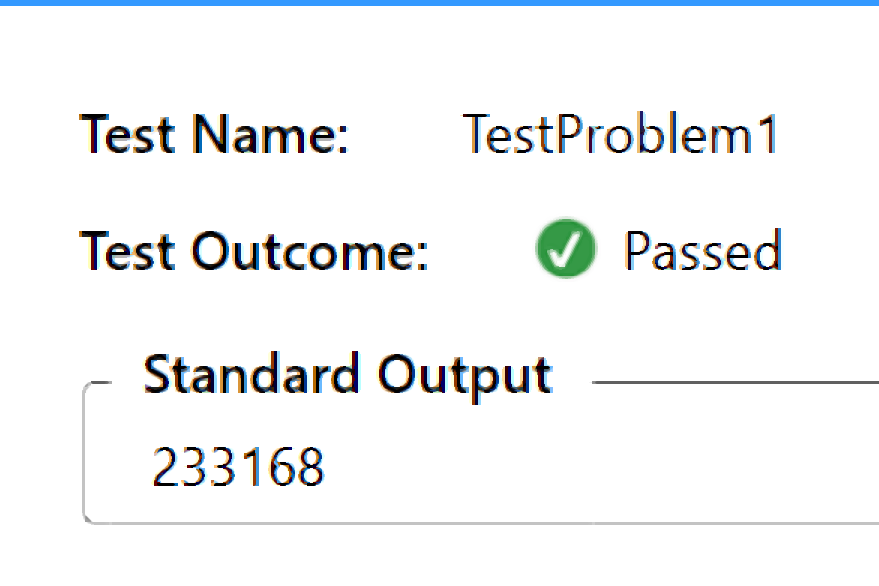 Test Name: TestProblem1
Test Outcome: Passed
Standard Output
233168